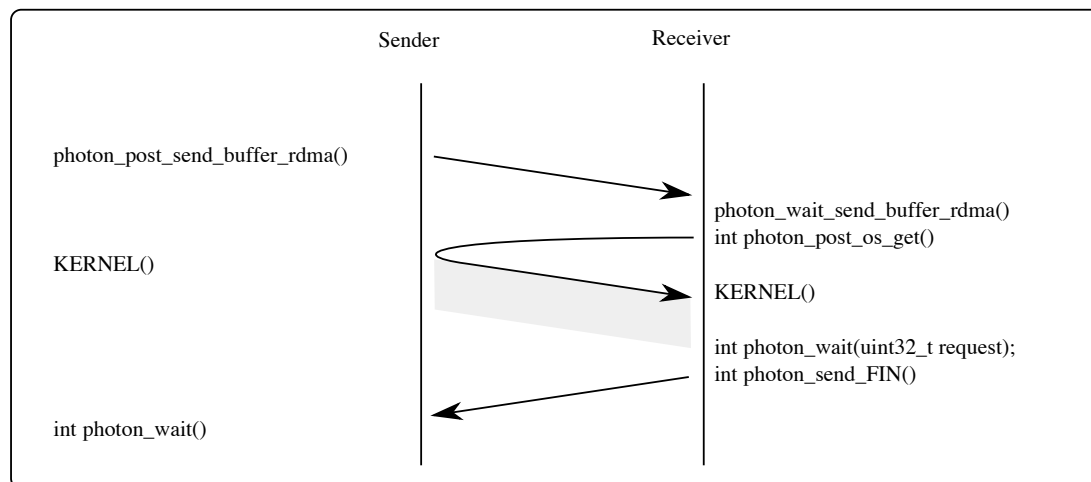 Sender
Receiver
photon_post_send_buffer_rdma()
photon_wait_send_buffer_rdma()
int photon_post_os_get()
KERNEL()
KERNEL()
int photon_wait(uint32_t request);
int photon_send_FIN()
int photon_wait()